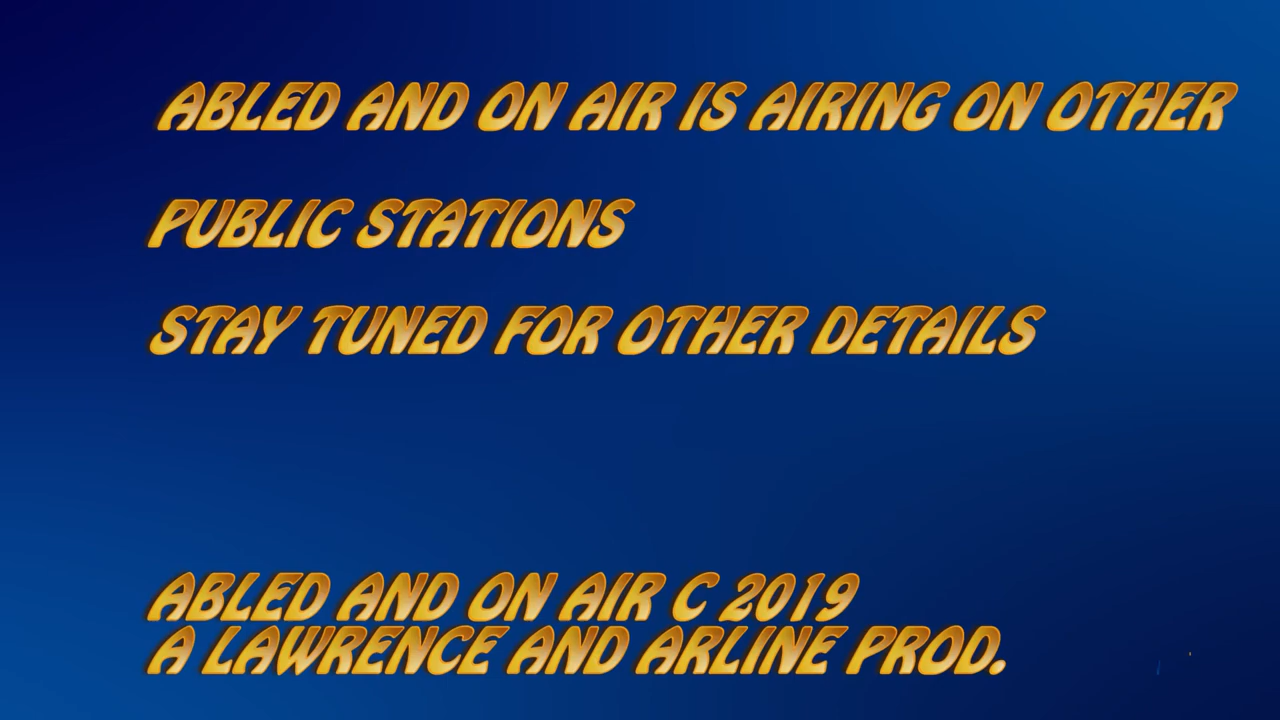 ABLED AND ON AIR IS AIRING ON OTHER
PUBLIC STATIONS
STAY TUNED FOR OTHER DETAILS
ABLED AND ON AIR C 2019
A LAWRENCE AND ARLINE PROD.